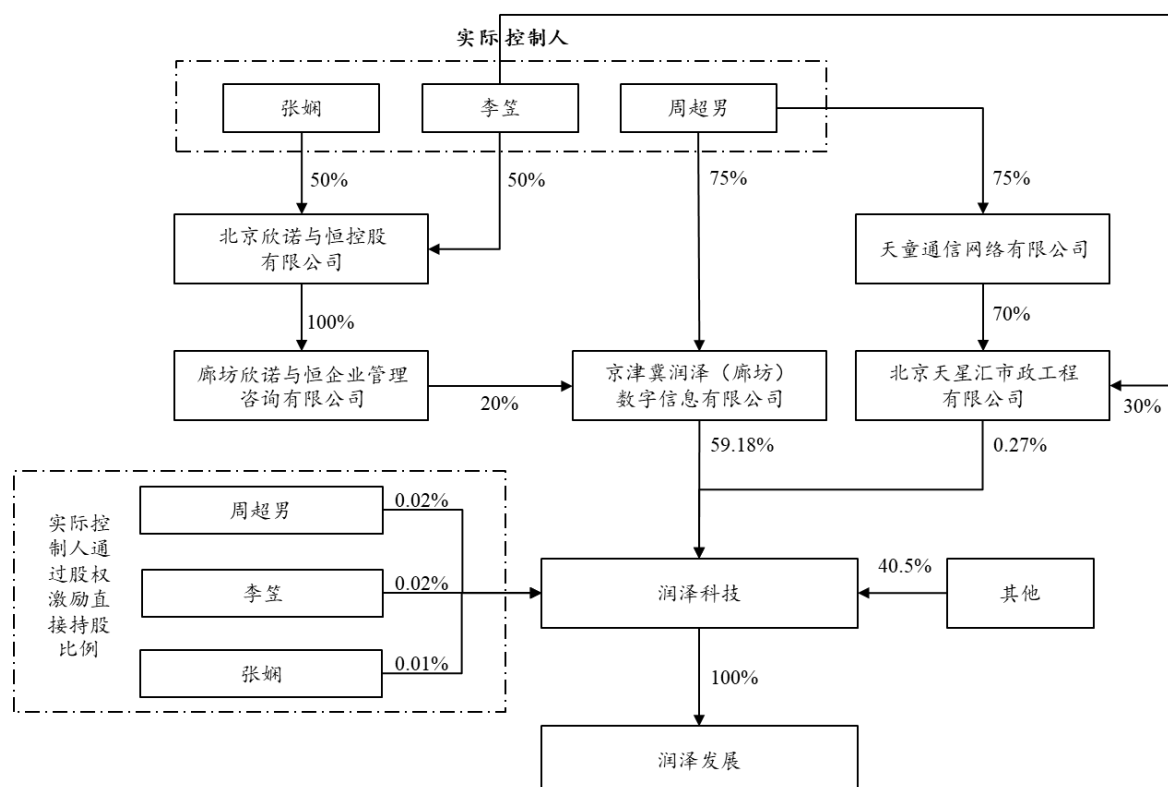 实际控制人
张娴
李笠
周超男
50%
50%
75%
75%
北京欣诺与恒控股
有限公司
天童通信网络有限公司
100%
70%
廊坊欣诺与恒企业管理
咨询有限公司
20%
京津冀润泽（廊坊）
数字信息有限公司
北京天星汇市政工程
有限公司
30%
59.18%
0.27%
实际控
制人通
过股权
激励直
接持股
比例
周超男
0.02%
李笠
0.02%
张娴
0.01%
润泽科技
40.5%
其他
100%
润泽发展